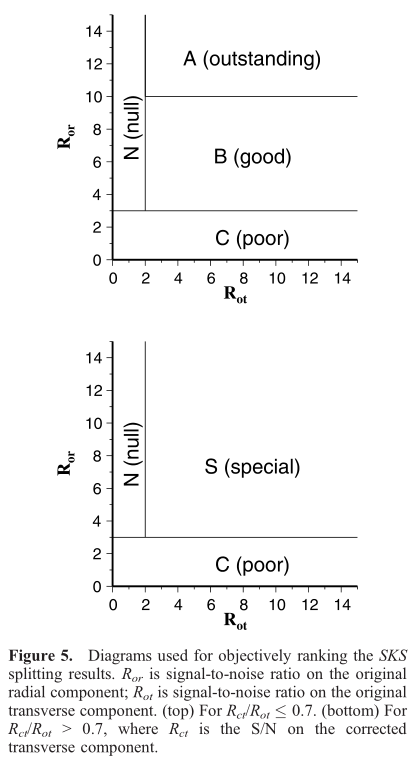 14
12
10
8
6
4
2
0
R_or
A (outstanding)
N (null)
B (good)
C (poor)
0 2 4 6 8 10 12 14
R_ot
14
12
10
8
6
4
2
0
R_or
N (null)
S (special)
C (poor)
0 2 4 6 8 10 12 14
R_ot
Figure 5. Diagrams used for objectively ranking the SKS
splitting results. R_or is signal-to-noise ratio on the original
radial component; R_ot is signal-to-noise ratio on the original
transverse component. (top) For R_ct/R_ot ≤ 0.7. (bottom) For
R_ct/R_ot > 0.7, where R_ct is the S/N on the corrected
transverse component.